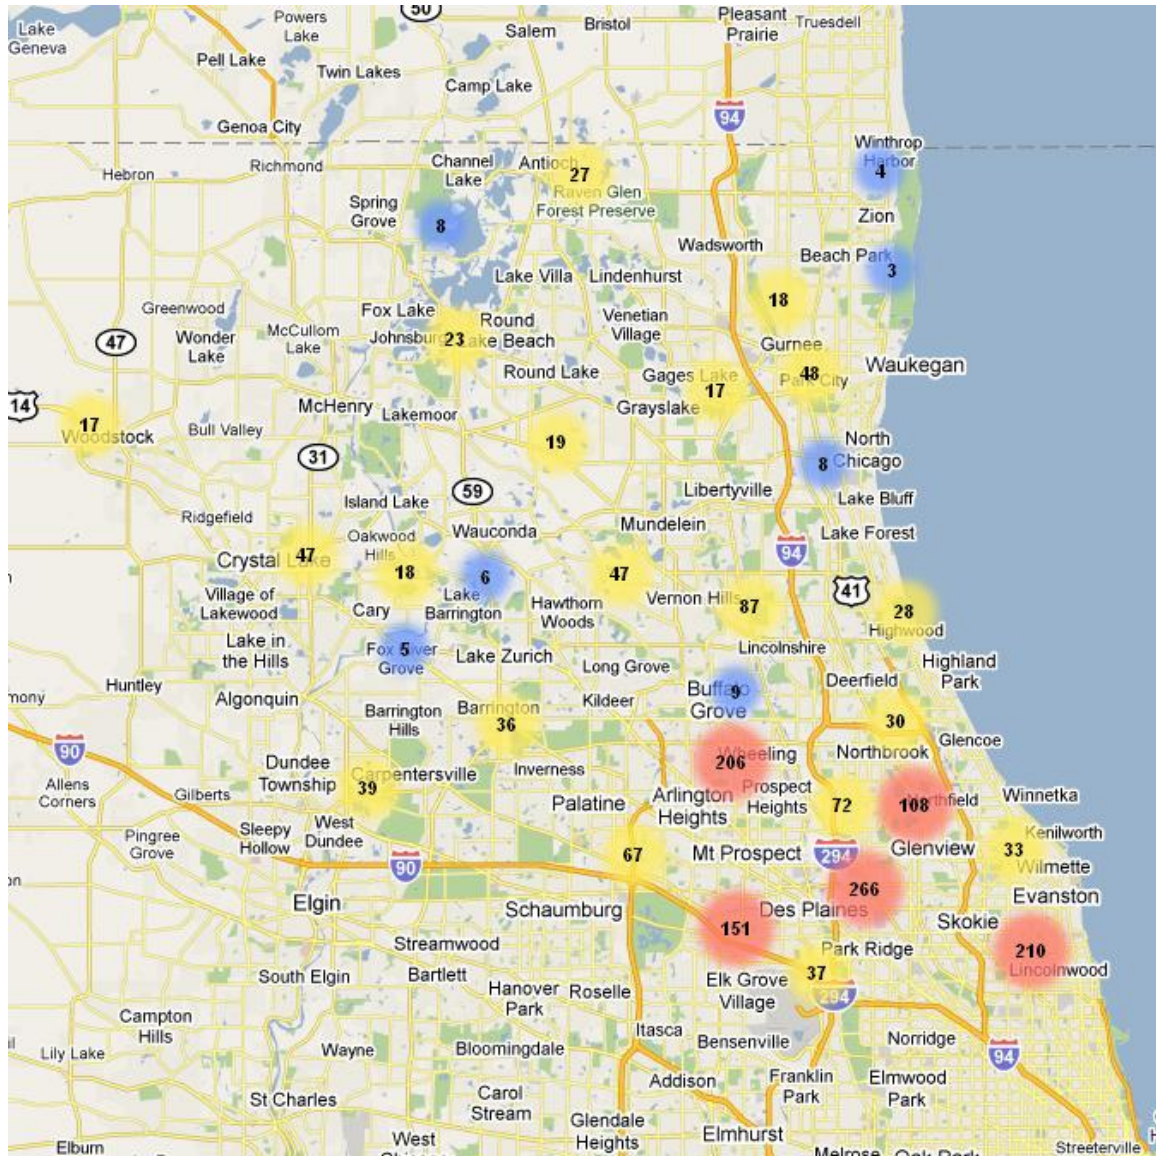 50
Lake
Geneva
Powers
Lake
Salem
Bristol
Pleasant
Prairie
Truesdell
Pell Lake
Twin Lakes
Camp Lake
94
Genoa City
Winthrop
Harbor
4
Hebron
Richmond
Channel
Lake
Antioch
27
Raven Glen
Forest Preserve
Spring
Grove
8
Zion
Wadsworth
Beach Park
3
Lake Villa
Lindenhurst
18
Greenwood
Fox Lake
Round
Lake Beach
Venetian
Village
47
Wonder
Lake
McCullom
Lake
Johnsburg
23
Gurnee
Waukegan
Round Lake
Gages Lake
17
48
Park City
14
McHenry
Lakemoor
Grayslake
17
Woodstock
Bull Valley
19
North
Chicago
8
31
59
Libertyville
Lake Bluff
Island Lake
Ridgefield
Wauconda
Mundelein
Lake Forest
Oakwood
Hills
94
Crystal Lake
47
18
6
47
41
Village of
Lakewood
Cary
Lake
Barrington
Hawthorn
Woods
Vernon Hills
87
28
Highwood
Lake in
the Hills
Fox River
Grove
5
Lake Zurich
Lincolnshire
Long Grove
Highland
Park
mony
Huntley
Algonquin
Barrington
36
Kildeer
Buffalo
Grove
9
Deerfield
Barrington
Hills
30
Northbrook
Glencoe
90
Dundee
Township
Carpentersville
39
Inverness
Wheeling
206
Allens
Corners
Gilberts
Palatine
Arlington
Heights
Prospect
Heights
72
108
Northfield
Winnetka
Pingree
Grove
Sleepy
Hollow
West
Dundee
Kenilworth
33
Wilmette
90
67
Mt Prospect
294
Glenview
on
Elgin
Schaumburg
266
Des Plaines
Evanston
151
Skokie
Streamwood
Park Ridge
210
Lincolnwood
South Elgin
Bartlett
Hanover
Park
Roselle
Elk Grove
Village
37
294
Campton
Hills
Itasca
Bensenville
Norridge
Lily Lake
Wayne
Bloomingdale
94
Addison
Franklin
Park
Elmwood
Park
St Charles
Carol
Stream
Glendale
Heights
Elmhurst
Elburn
West
Melrose
Oak Park
Streeterville